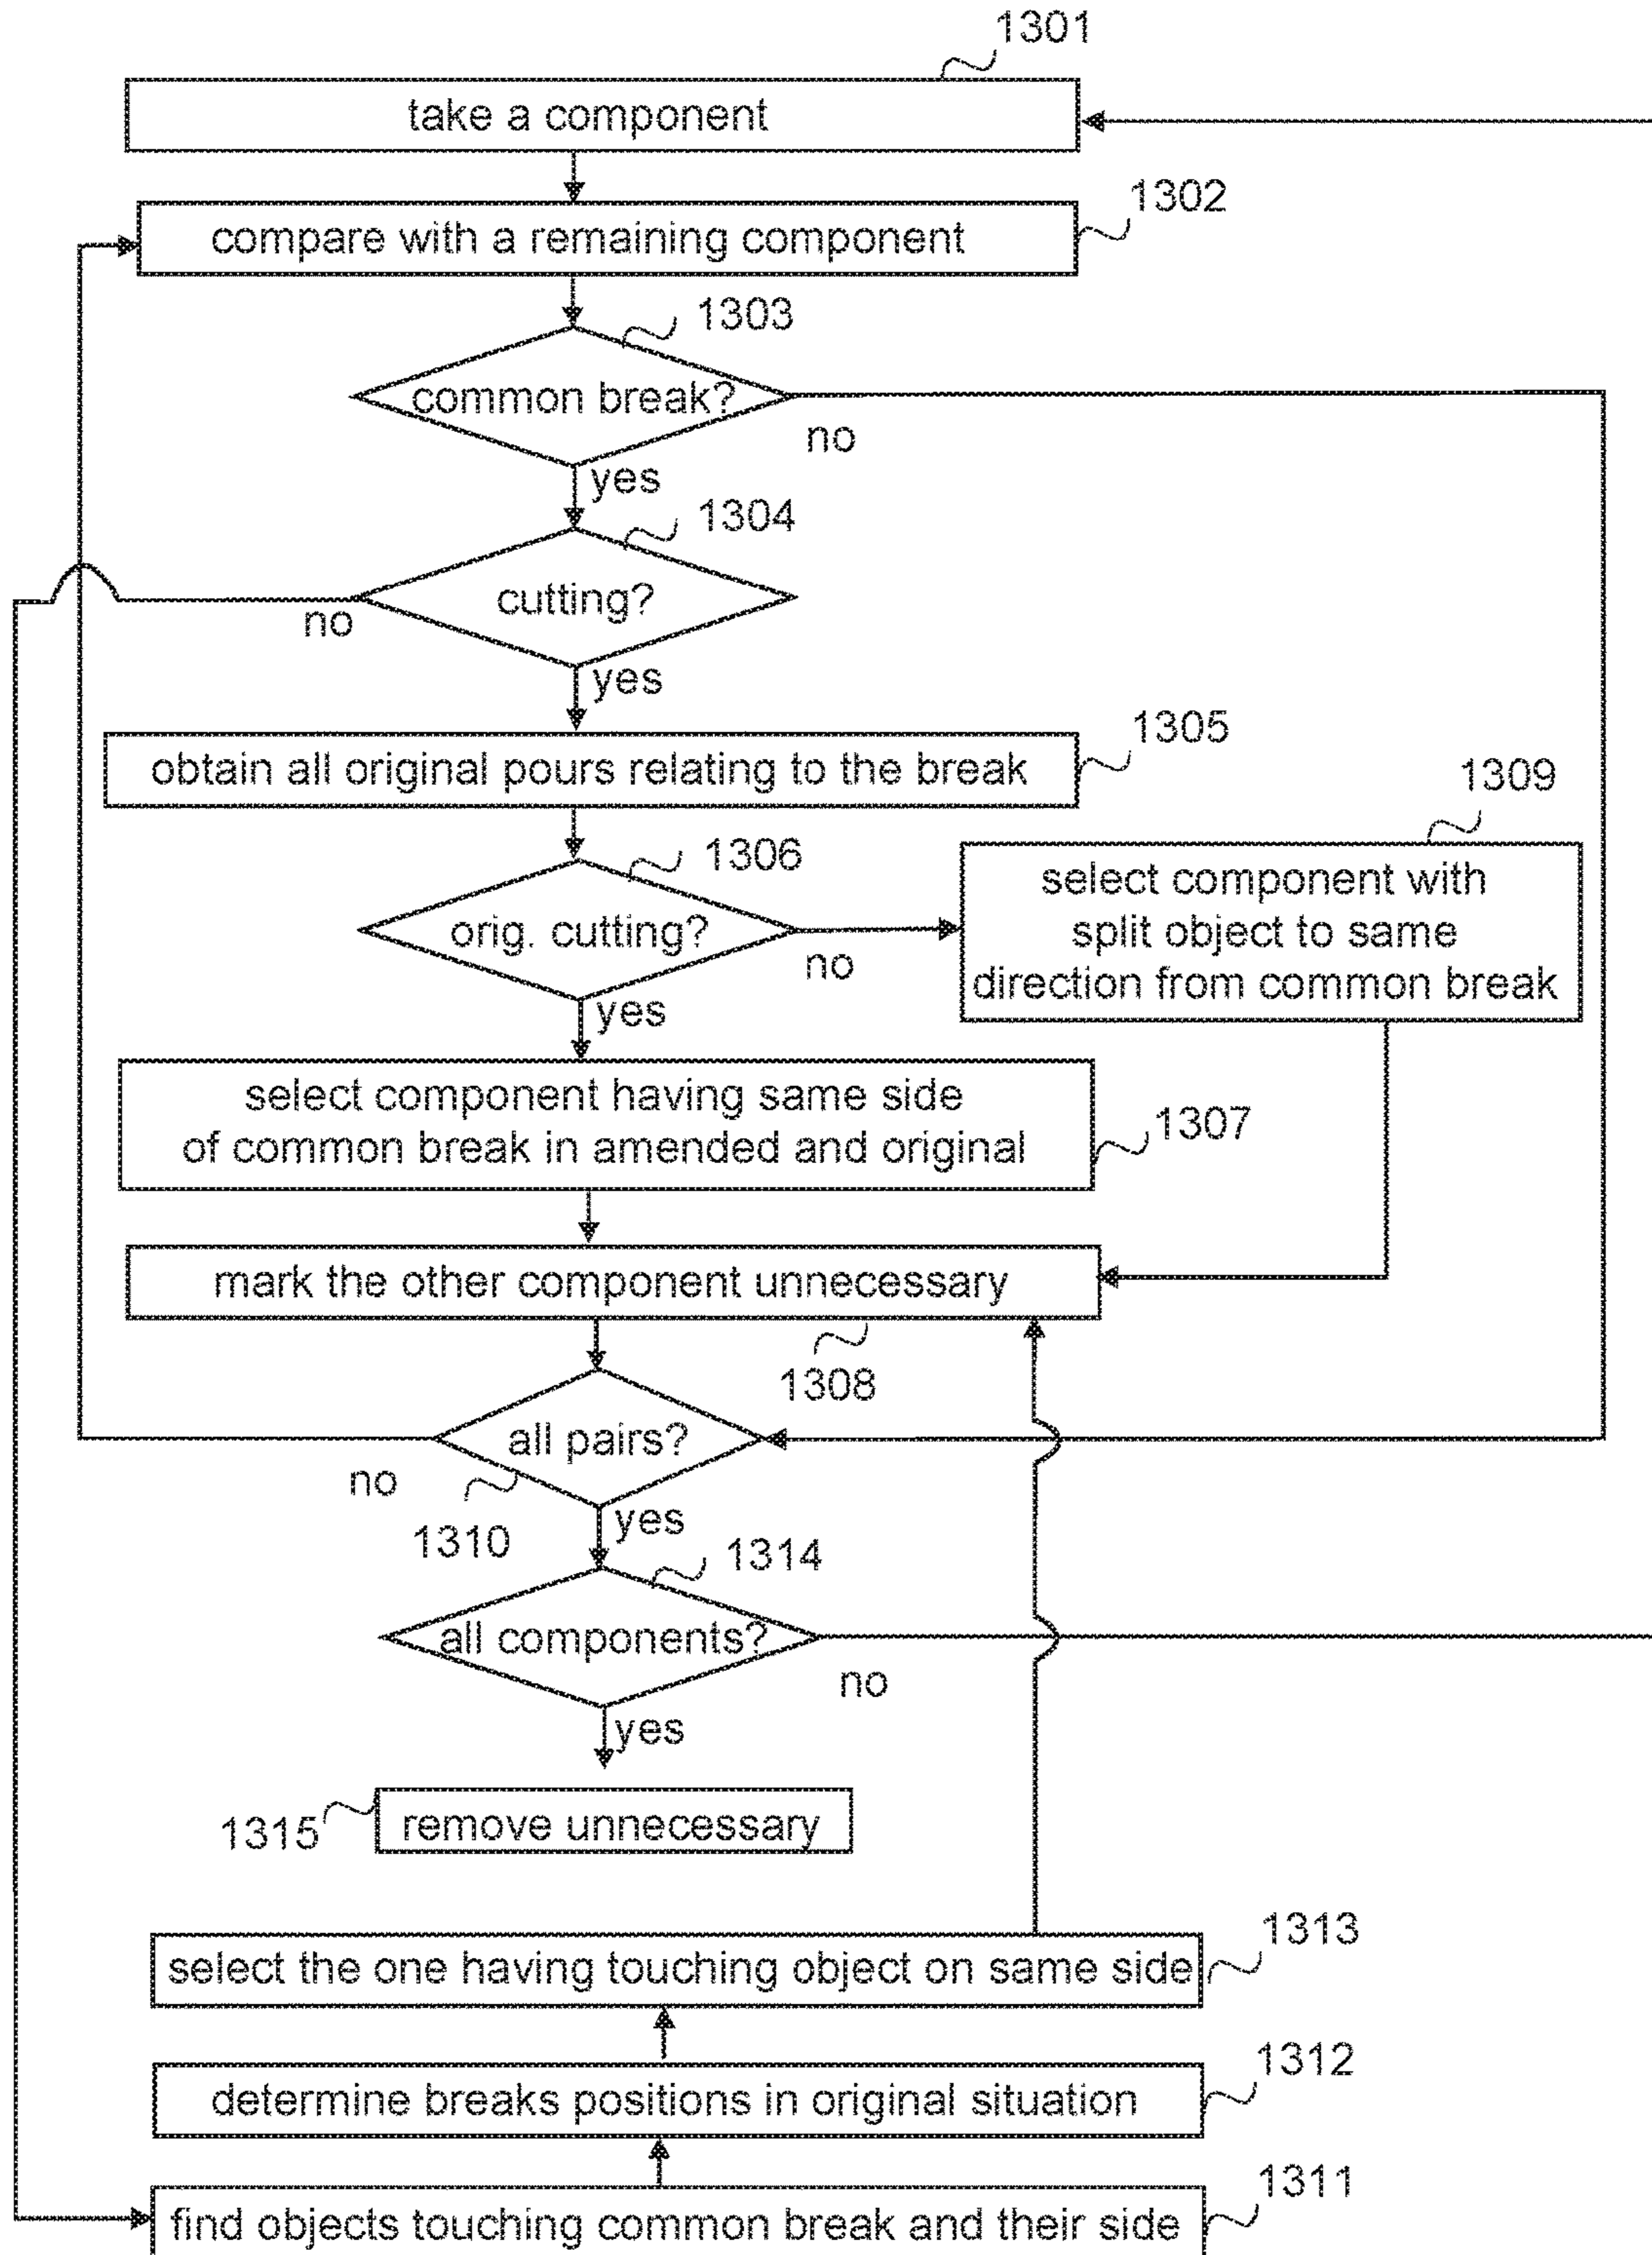 1301
take a component
1302
compare with a remaining component
1303
common break?
no
yes
1304
cutting?
no
yes
1305
obtain all original pours relating to the break
1309
select component with
split object to same
direction from common break
1306
orig. cutting?
no
yes
select component having same side
of common break in amended and original
1307
mark the other component unnecessary
1308
all pairs?
no
1310
yes
1314
all components?
no
yes
1315
remove unnecessary
1313
select the one having touching object on same side
1312
determine breaks positions in original situation
1311
find objects touching common break and their side